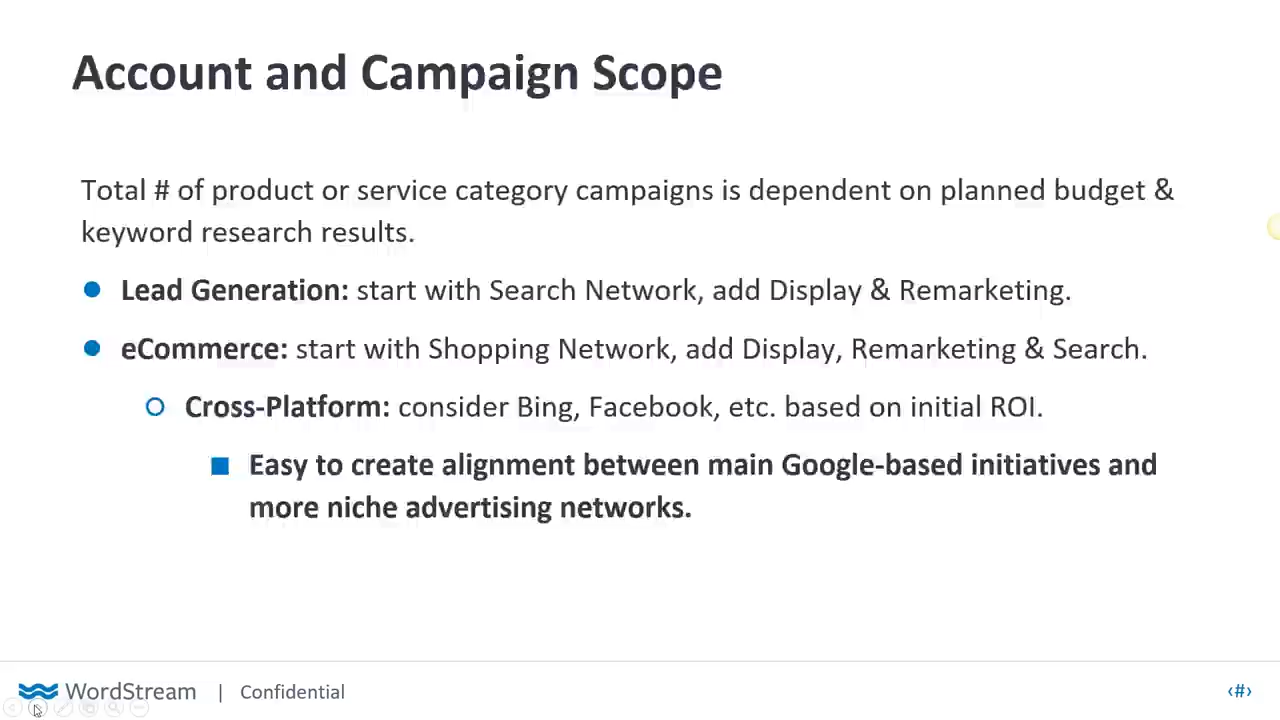 Account and Campaign Scope
Total # of product or service category campaigns is dependent on planned budget &
keyword research results.
Lead Generation: start with Search Network, add Display & Remarketing.
eCommerce: start with Shopping Network, add Display, Remarketing & Search.
Cross-Platform: consider Bing, Facebook, etc. based on initial ROI.
Easy to create alignment between main Google-based initiatives and
more niche advertising networks.
WordStream | Confidential
‹#›